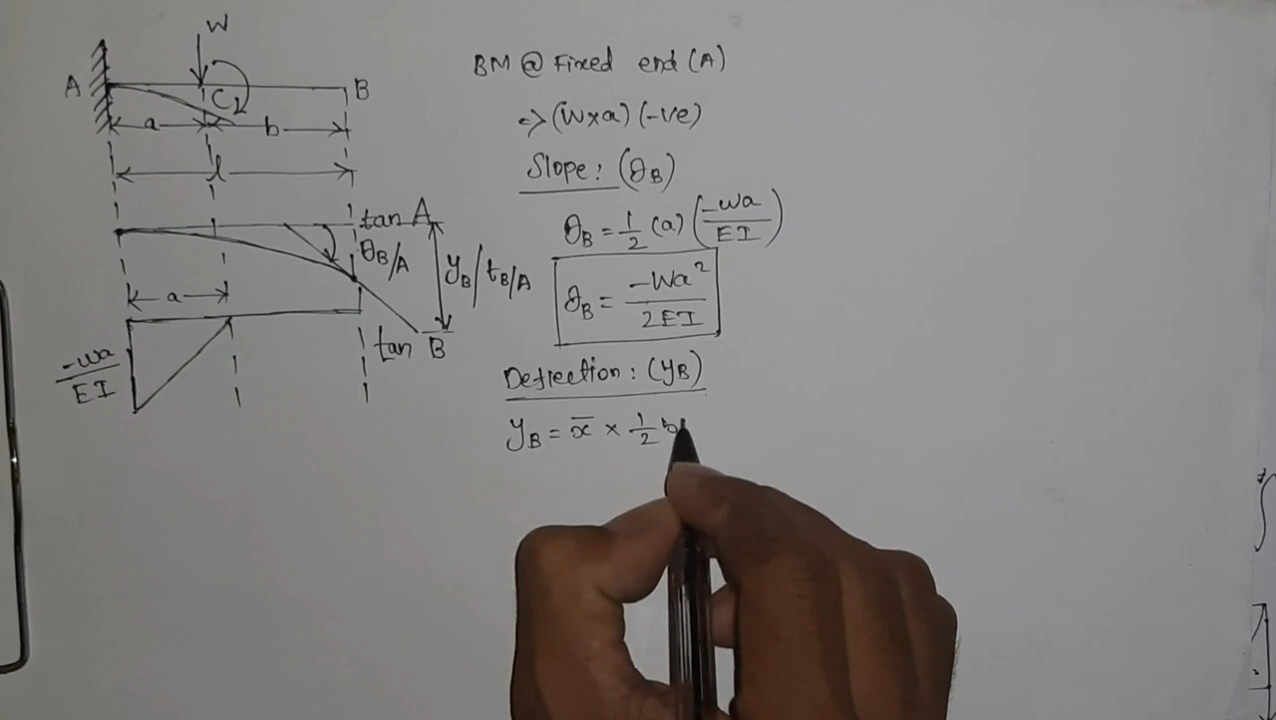 W
A
C
B
a
b
l
tan A
θB/A
yB/tB/A
a
tan B
-wa/EI
BM @ Fixed end (A)
=> (W×a) (-ve)
Slope: (θB)
θB = 1/2 (a) (-wa/EI)
θB = -Wa²/2EI
Deflection: (yB)
yB = x̄ × 1/2 b